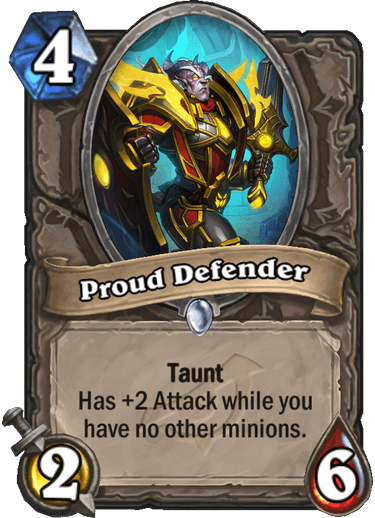 4
Proud Defender
Taunt
Has +2 Attack while you
have no other minions.
2
6